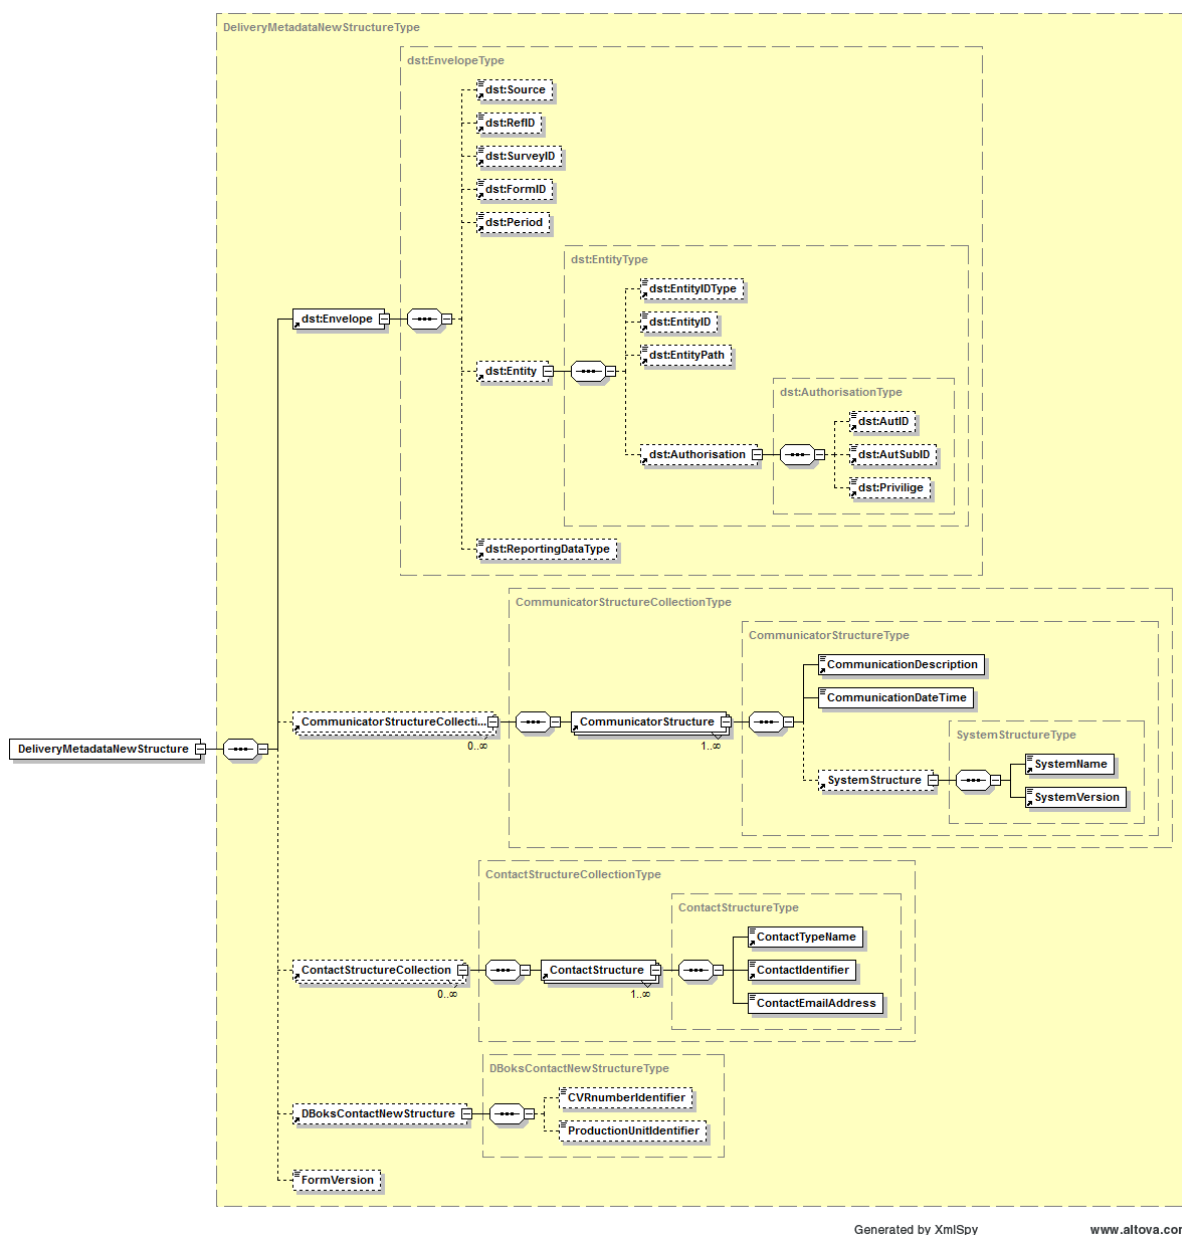 DeliveryMetadataNewStructureType
dst:EnvelopeType
dst:Source
dst:RefID
dst:SurveyID
dst:FormID
dst:Period
dst:EntityType
dst:EntityIDType
dst:Envelope
dst:EntityID
dst:EntityPath
dst:Entity
dst:AuthorisationType
dst:AutID
dst:Authorisation
dst:AutSubID
dst:Privilige
dst:ReportingDataType
CommunicatorStructureCollectionType
CommunicatorStructureType
CommunicationDescription
CommunicationDateTime
CommunicatorStructureCollecti...
CommunicatorStructure
0..∞
1..∞
SystemStructureType
DeliveryMetadataNewStructure
SystemName
SystemStructure
SystemVersion
ContactStructureCollectionType
ContactStructureType
ContactTypeName
ContactStructureCollection
ContactStructure
ContactIdentifier
0..∞
1..∞
ContactEmailAddress
DBoksContactNewStructureType
CVRnumberIdentifier
DBoksContactNewStructure
ProductionUnitIdentifier
FormVersion
Generated by XmlSpy
www.altova.com